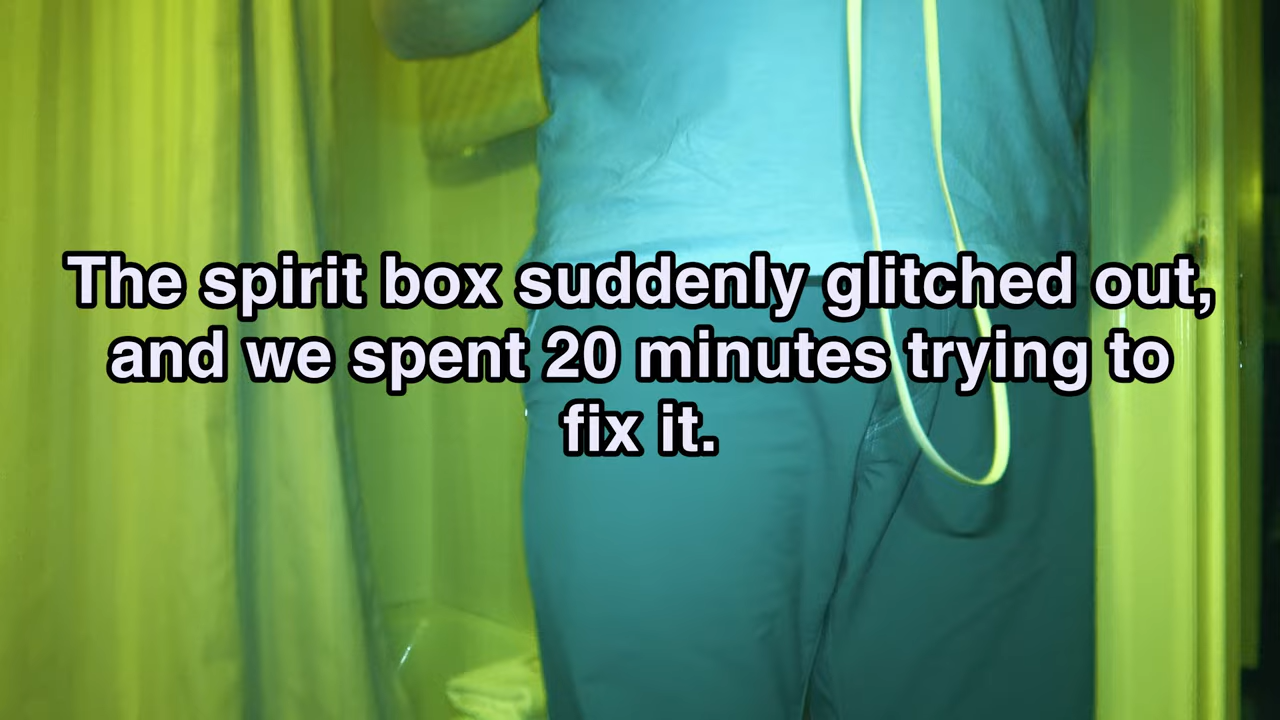 The spirit box suddenly glitched out,
and we spent 20 minutes trying to
fix it.